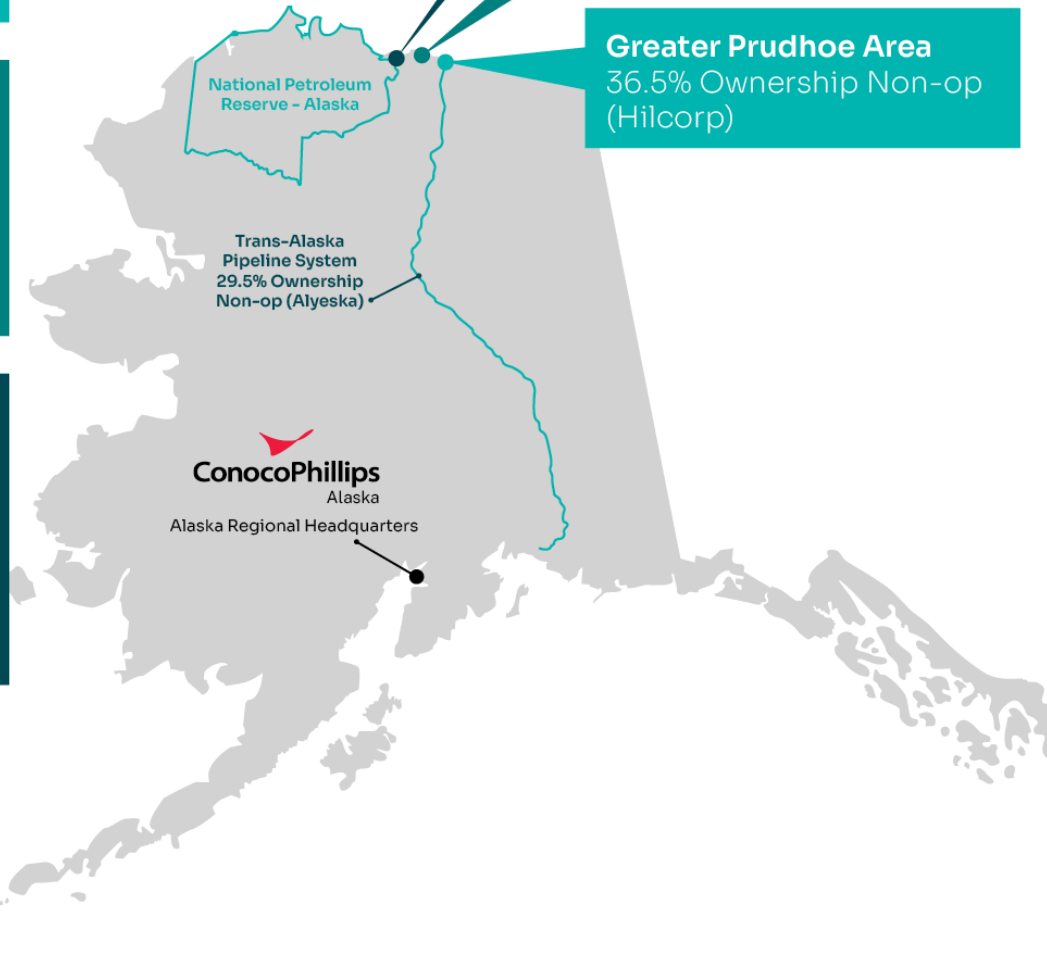 Greater Prudhoe Area
36.5% Ownership Non-op
(Hilcorp)
National Petroleum
Reserve - Alaska
Trans-Alaska
Pipeline System
29.5% Ownership
Non-op (Alyeska)
ConocoPhillips
Alaska
Alaska Regional Headquarters